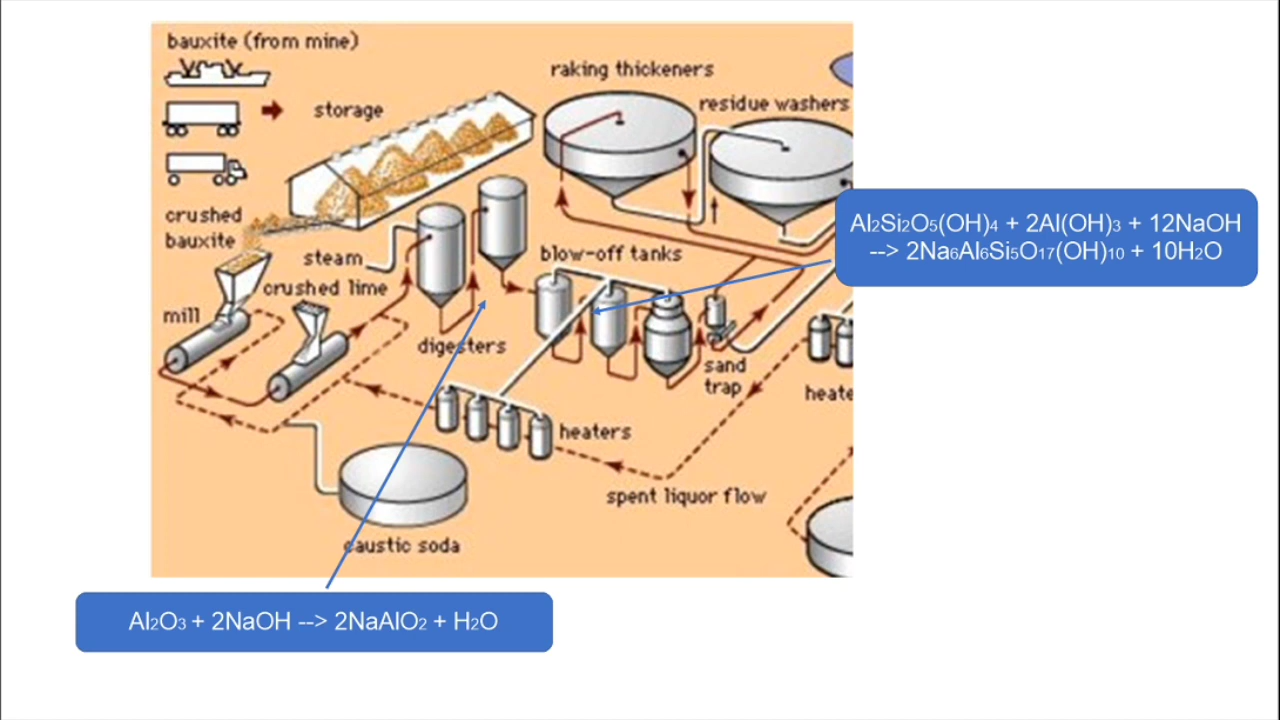 bauxite (from mine)
raking thickeners
residue washers
storage
crushed
bauxite
steam
crushed lime
blow-off tanks
mill
digesters
sand
trap
heate
heaters
spent liquor flow
caustic soda
Al₂Si₂O₅(OH)₄ + 2Al(OH)₃ + 12NaOH
--> 2Na₆Al₆Si₅O₁₇(OH)₁₀ + 10H₂O
Al₂O₃ + 2NaOH --> 2NaAlO₂ + H₂O